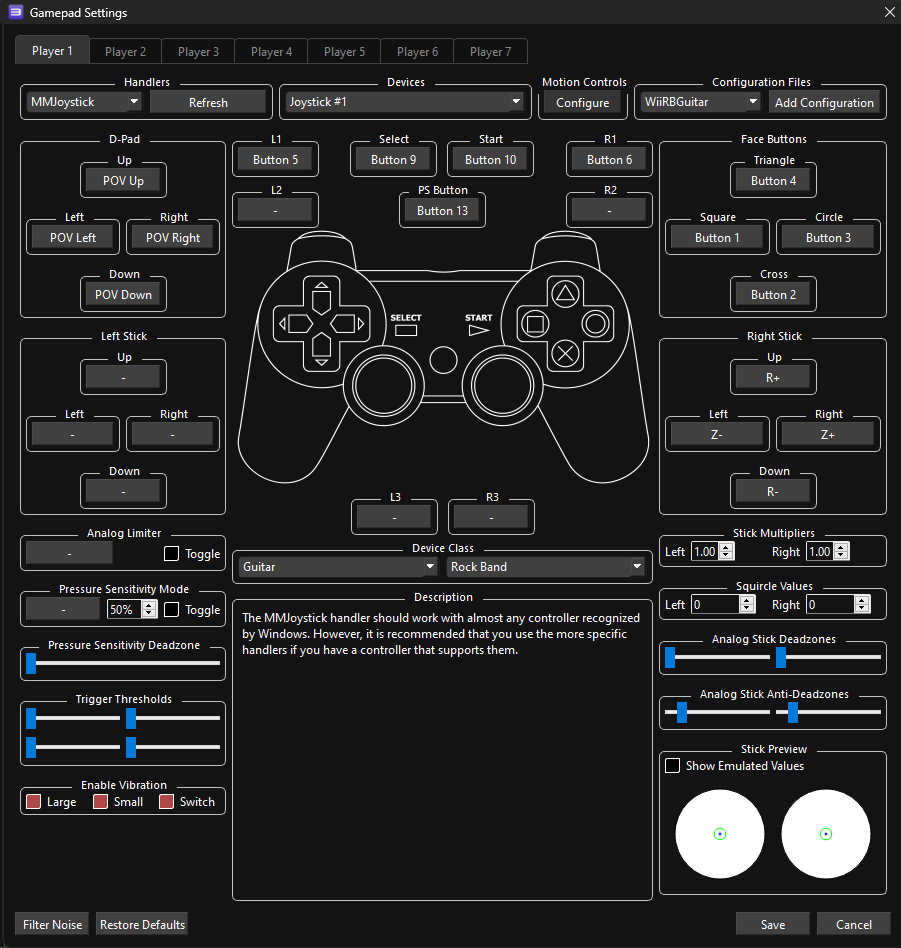 Gamepad Settings
Player 1 Player 2 Player 3 Player 4 Player 5 Player 6 Player 7
Handlers Devices Motion Controls Configuration Files
MMJoystick Refresh Joystick #1 Configure WiiRBGuitar Add Configuration
D-Pad L1 Select Start R1 Face Buttons
Up Button 5 Button 9 Button 10 Button 6 Triangle
POV Up L2 PS Button R2 Button 4
- Button 13 -
Left Right Square Circle
POV Left POV Right Button 1 Button 3
Down Cross
POV Down Button 2
SELECT START
Left Stick Right Stick
Up Up
- R+
Left Right Left Right
- - Z- Z+
Down Down
- R-
L3 R3
- -
Analog Limiter Stick Multipliers
- Toggle Left 1.00 Right 1.00
Device Class
Guitar Rock Band
Pressure Sensitivity Mode Squircle Values
- 50% Toggle Left 0 Right 0
Description
The MMJoystick handler should work with almost any controller recognized
by Windows. However, it is recommended that you use the more specific
handlers if you have a controller that supports them.
Pressure Sensitivity Deadzone Analog Stick Deadzones
Trigger Thresholds Analog Stick Anti-Deadzones
Stick Preview
Show Emulated Values
Enable Vibration
Large Small Switch
Filter Noise Restore Defaults Save Cancel